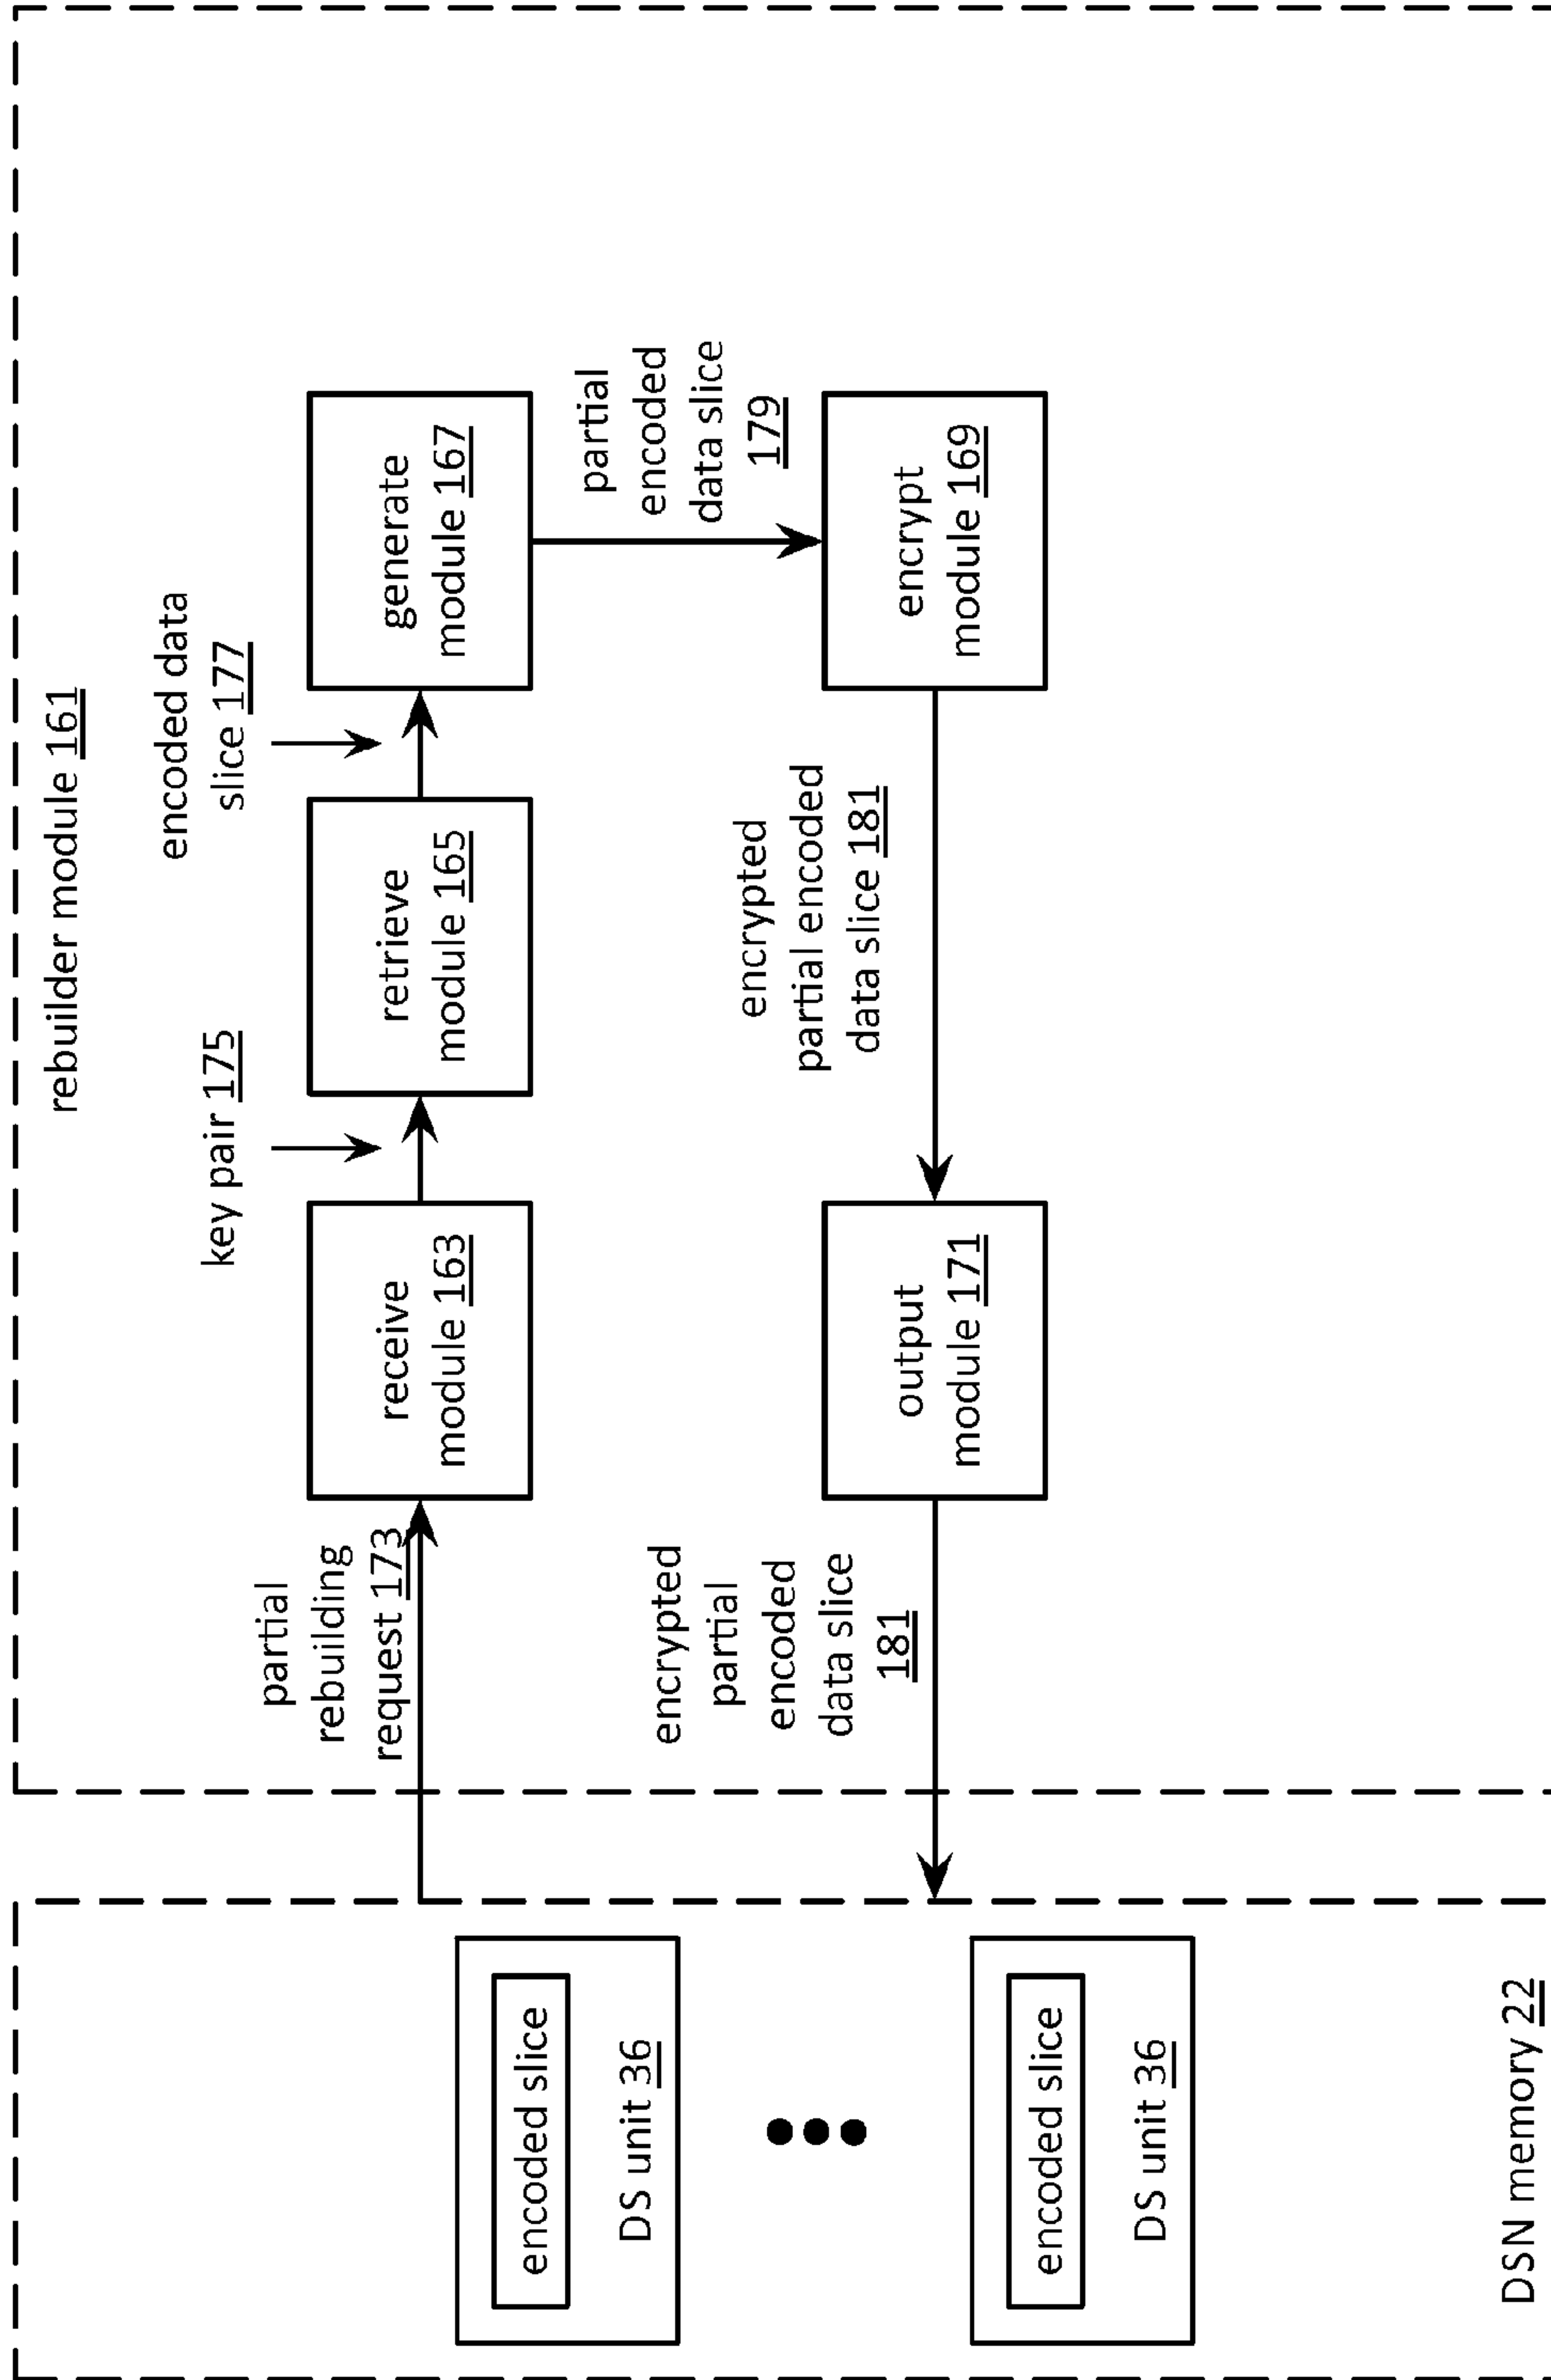 rebuilder module 161
key pair 175
encoded data
slice 177
partial
rebuilding
request 173
receive
module 163
retrieve
module 165
generate
module 167
partial
encoded
data slice
179
encrypted
partial
encoded
data slice
181
output
module 171
encrypted
partial encoded
data slice 181
encrypt
module 169
encoded slice
DS unit 36
encoded slice
DS unit 36
DSN memory 22